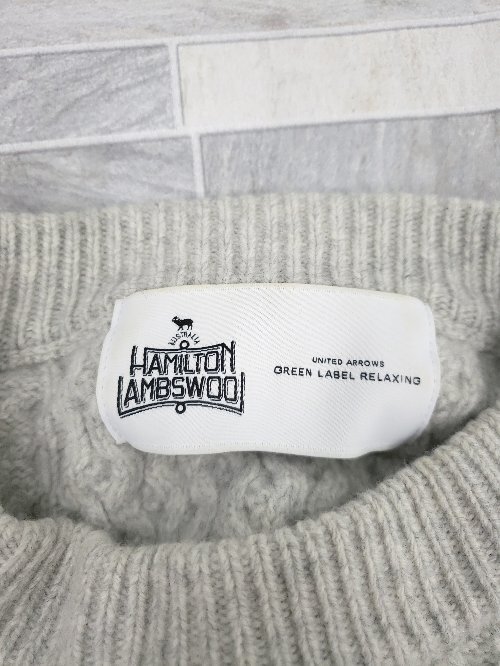 AUSTRALIA
HAMILTON
LAMBSWOOL
UNITED ARROWS
GREEN LABEL RELAXING